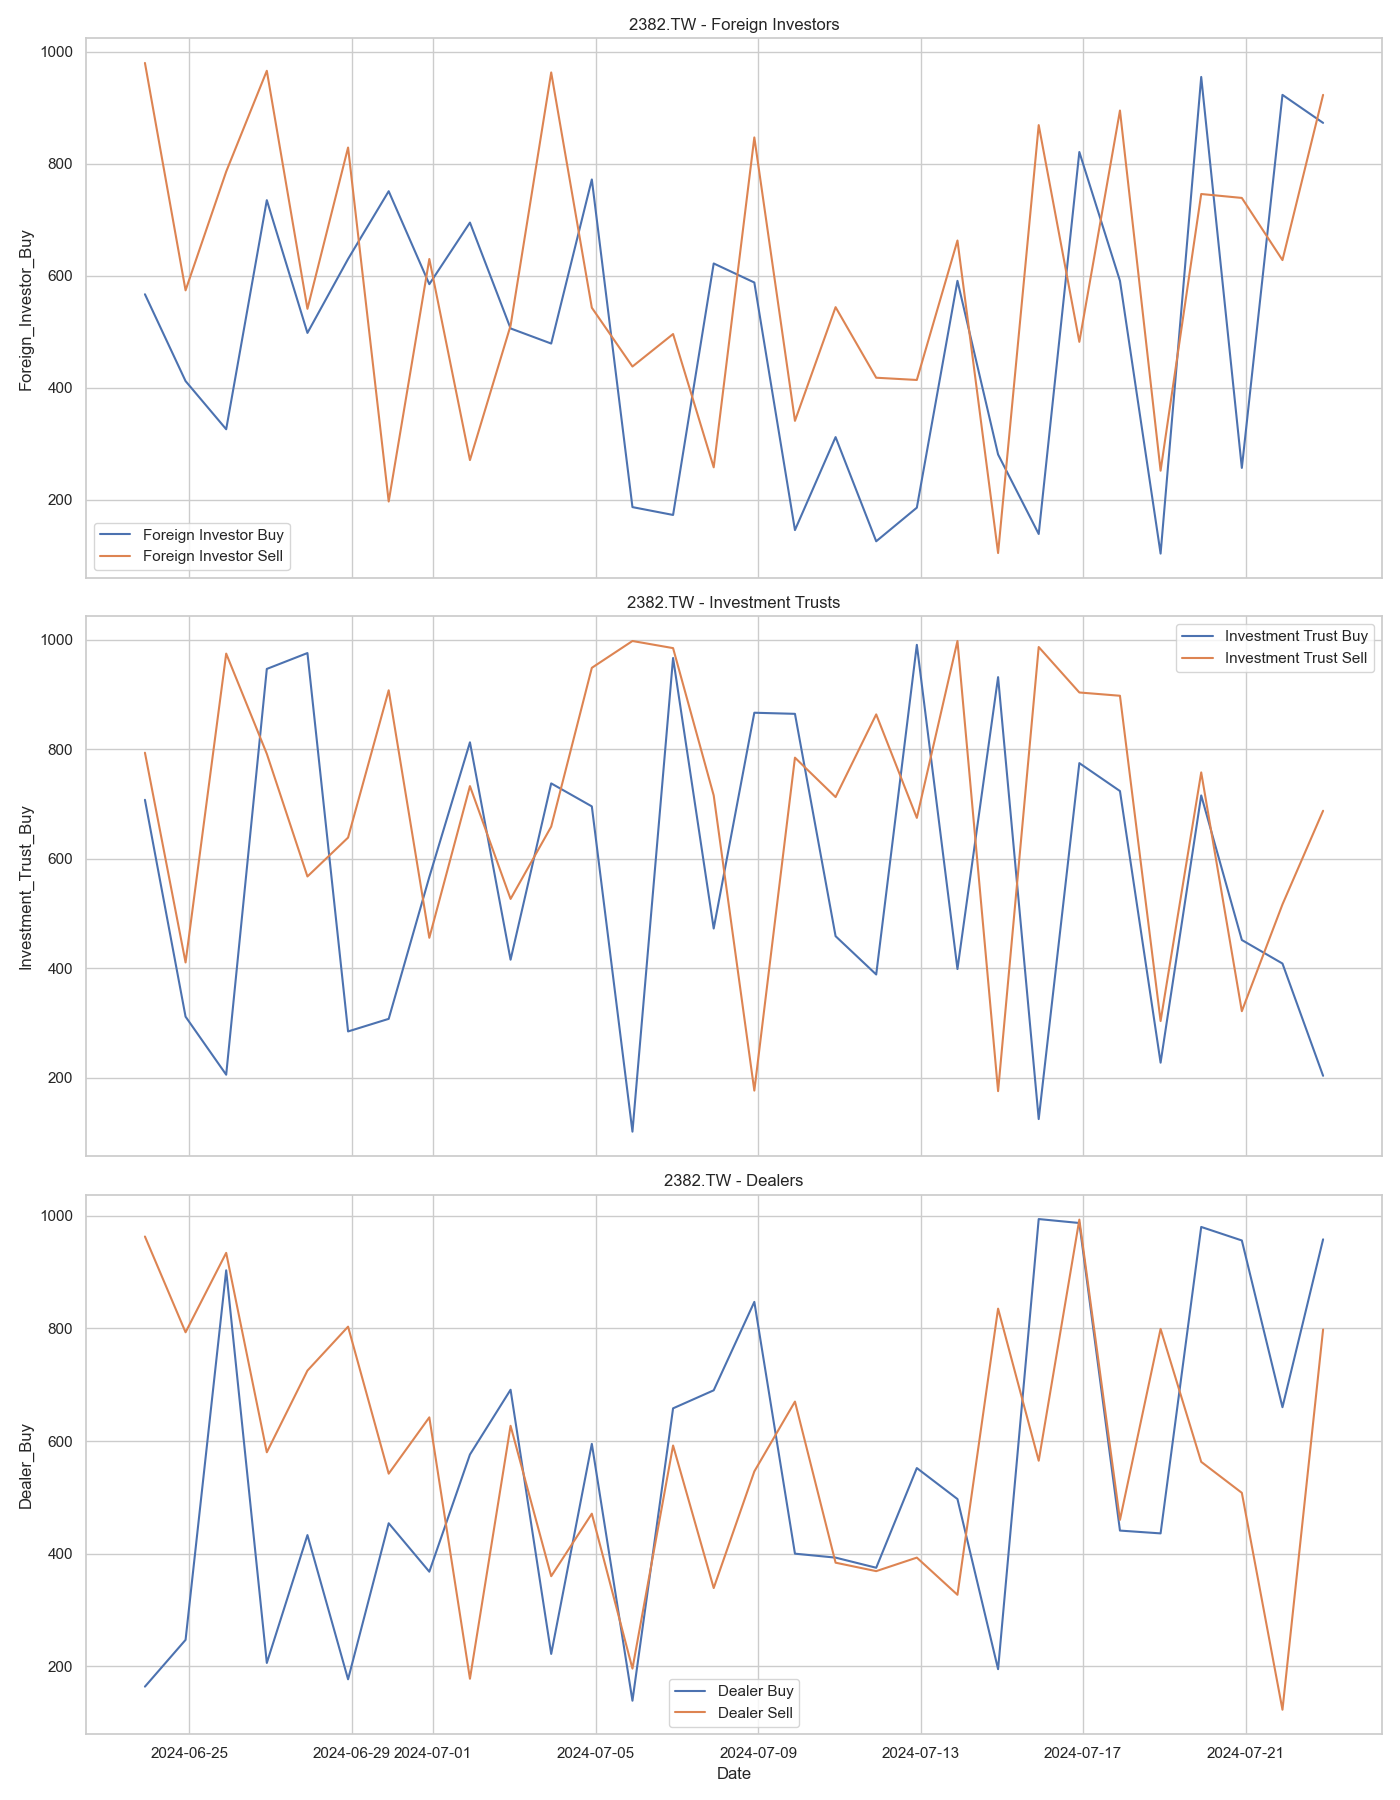 2382.TW - Foreign Investors
1000
800
600
400
200
Foreign_Investor_Buy
Foreign Investor Buy
Foreign Investor Sell
2382.TW - Investment Trusts
1000
800
600
400
200
Investment_Trust_Buy
Investment Trust Buy
Investment Trust Sell
2382.TW - Dealers
1000
800
600
400
200
Dealer_Buy
Dealer Buy
Dealer Sell
2024-06-25 2024-06-29 2024-07-01 2024-07-05 2024-07-09 2024-07-13 2024-07-17 2024-07-21
Date